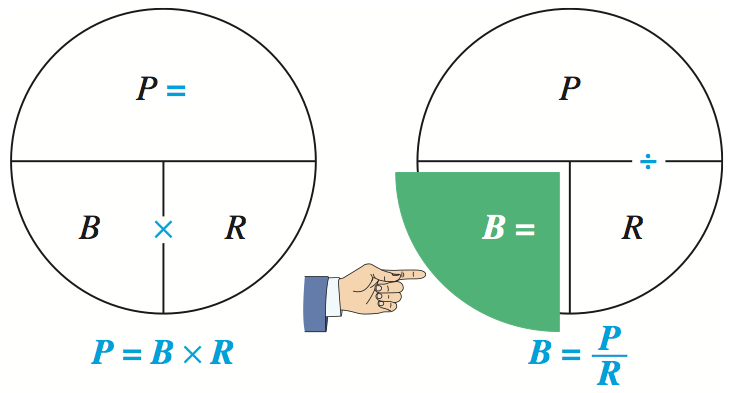 P =
B × R
P = B × R
P
÷
B = R
B = P/R